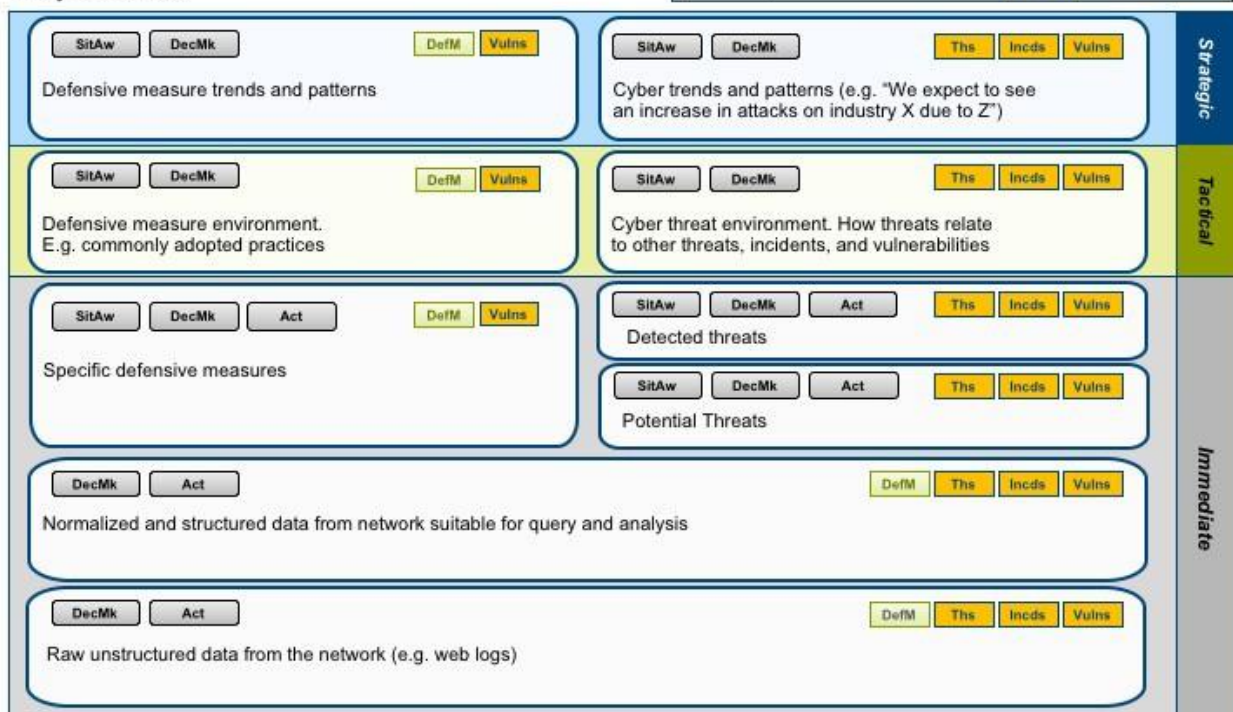 SitAw DecMk DefM Vulns
Defensive measure trends and patterns
SitAw DecMk Ths Incds Vulns
Cyber trends and patterns (e.g. “We expect to see
an increase in attacks on industry X due to Z”)
Strategic
SitAw DecMk DefM Vulns
Defensive measure environment.
E.g. commonly adopted practices
SitAw DecMk Ths Incds Vulns
Cyber threat environment. How threats relate
to other threats, incidents, and vulnerabilities
Tactical
SitAw DecMk Act DefM Vulns
Specific defensive measures
SitAw DecMk Act Ths Incds Vulns
Detected threats
SitAw DecMk Act Ths Incds Vulns
Potential Threats
DecMk Act DefM Ths Incds Vulns
Normalized and structured data from network suitable for query and analysis
DecMk Act DefM Ths Incds Vulns
Raw unstructured data from the network (e.g. web logs)
Immediate